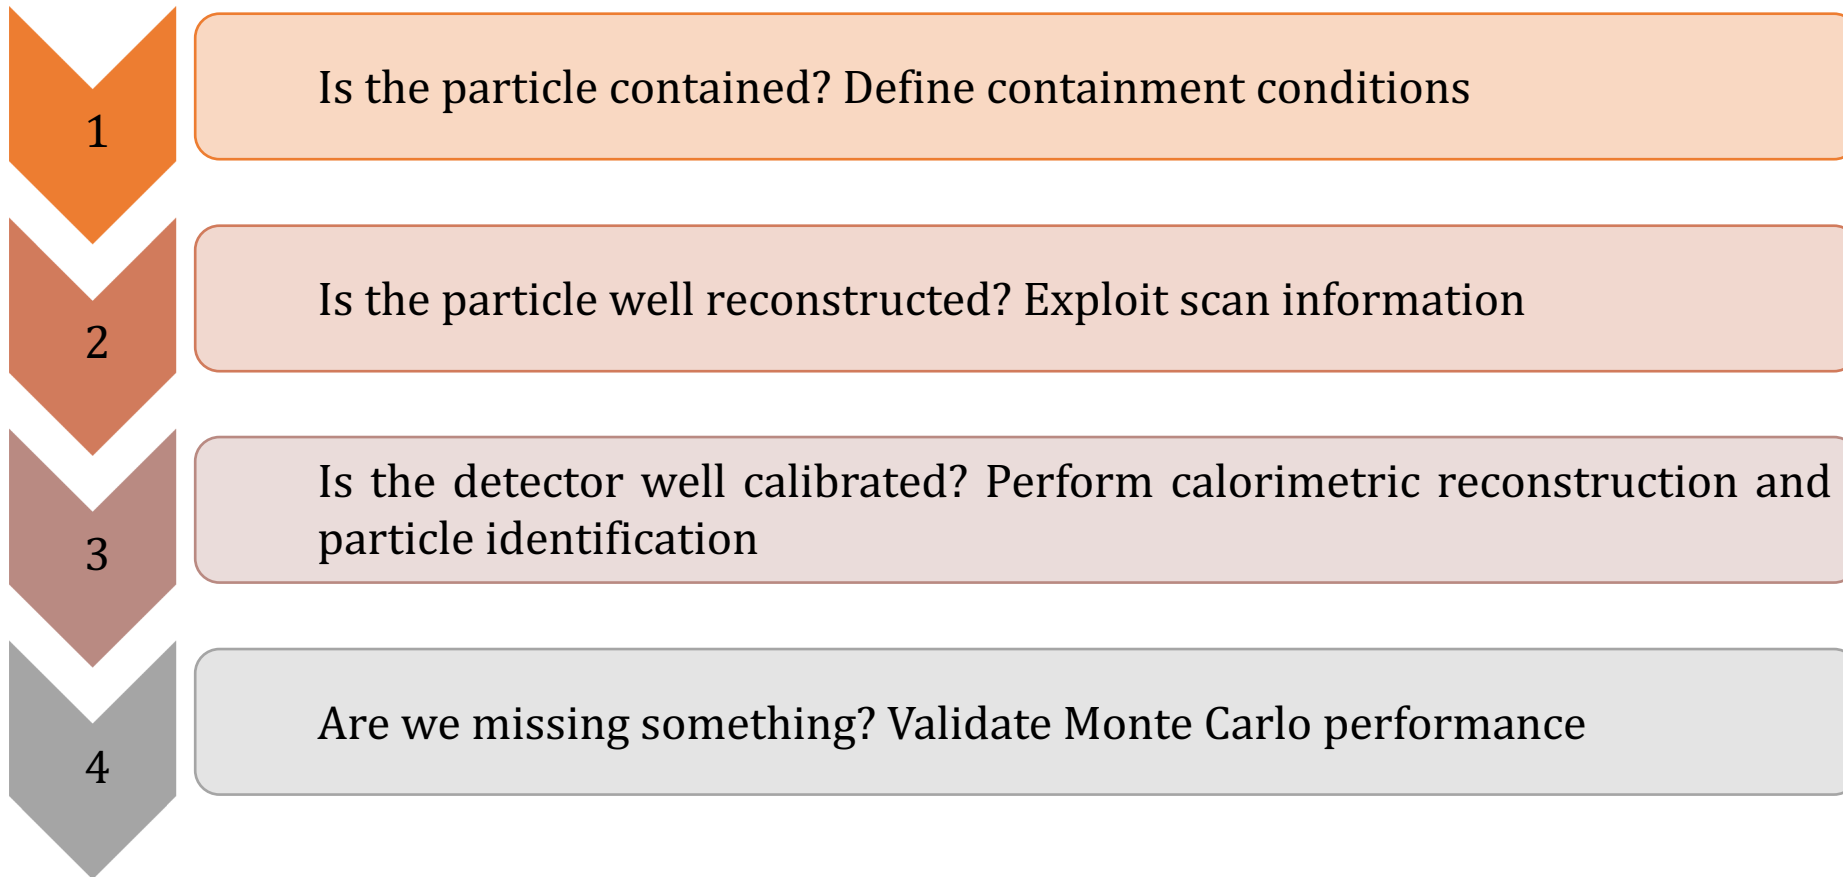 1
Is the particle contained? Define containment conditions
2
Is the particle well reconstructed? Exploit scan information
3
Is the detector well calibrated? Perform calorimetric reconstruction and
particle identification
4
Are we missing something? Validate Monte Carlo performance